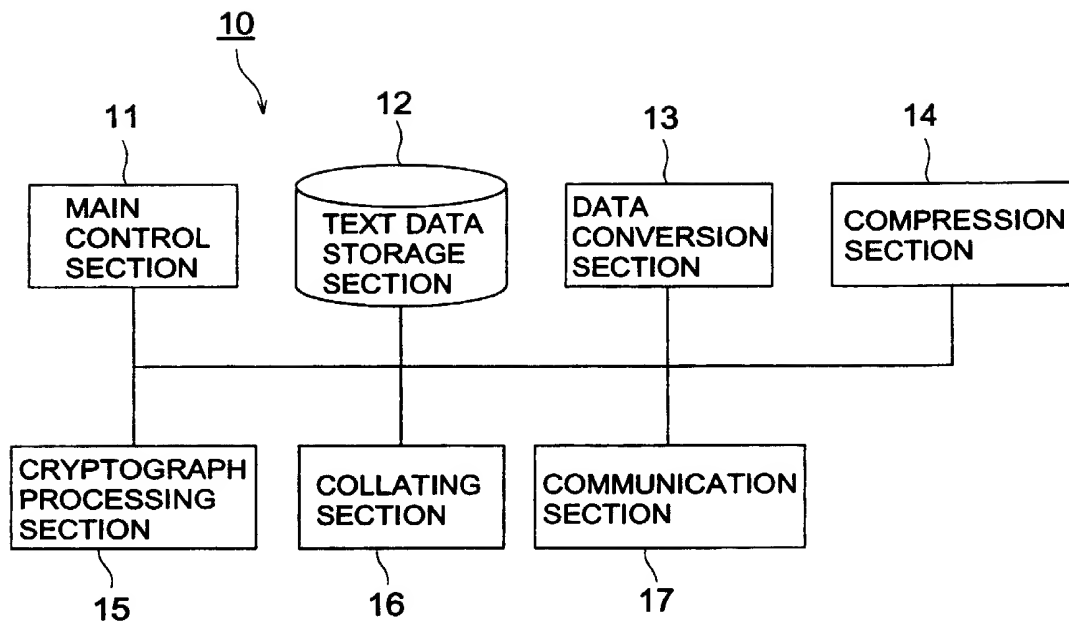 10
11
12
13
14
MAIN
CONTROL
SECTION
TEXT DATA
STORAGE
SECTION
DATA
CONVERSION
SECTION
COMPRESSION
SECTION
CRYPTOGRAPH
PROCESSING
SECTION
COLLATING
SECTION
COMMUNICATION
SECTION
15
16
17